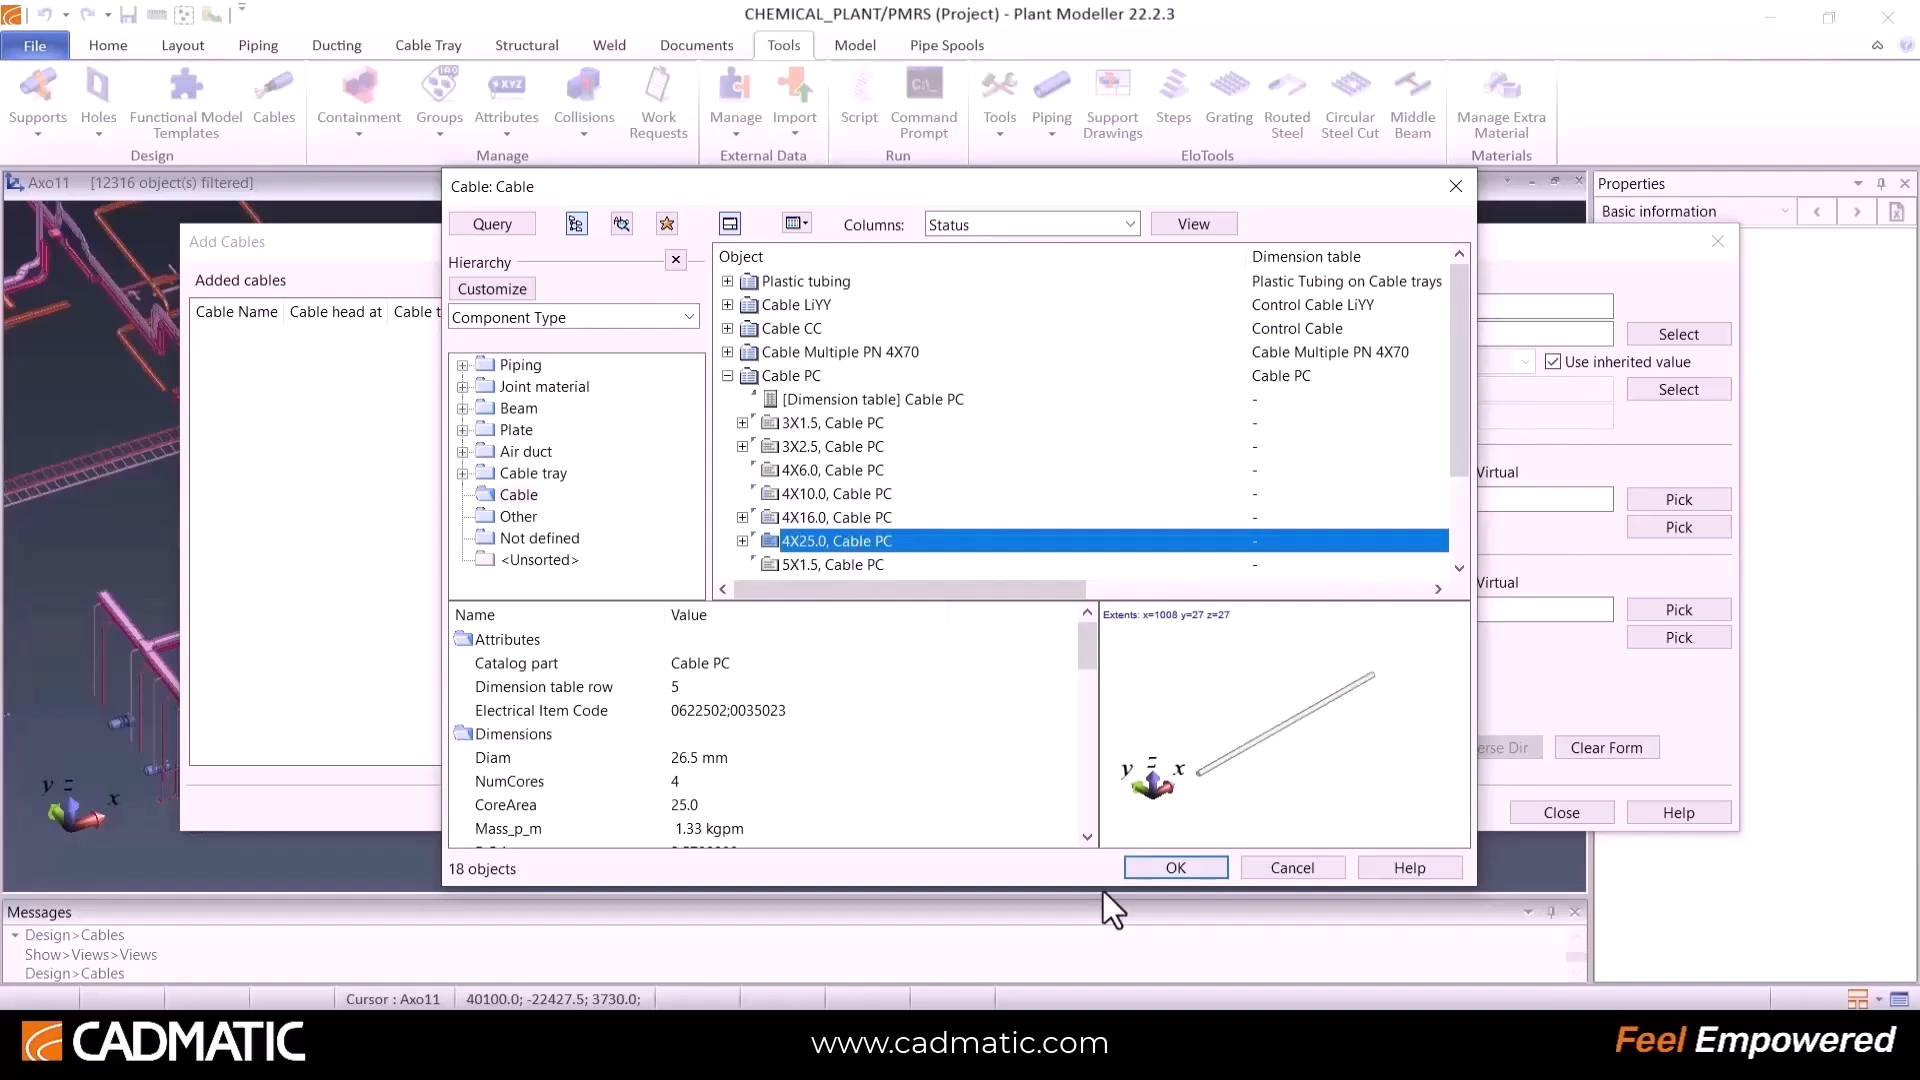 CHEMICAL_PLANT/PMRS (Project) - Plant Modeller 22.2.3
File Home Layout Piping Ducting Cable Tray Structural Weld Documents Tools Model Pipe Spools
Supports Holes Functional Model Templates Cables Containment Groups Attributes Collisions Work Requests Manage Import Script Command Prompt Tools Piping Support Drawings Steps Grating Routed Steel Circular Steel Cut Middle Beam Manage Extra Material
Design Manage External Data Run EloTools Materials
Axo11 [12316 object(s) filtered]
Properties
Basic information
Add Cables
Added cables
Cable Name Cable head at Cable t
Cable: Cable
Query Columns: Status View
Hierarchy
Customize
Component Type
Piping
Joint material
Beam
Plate
Air duct
Cable tray
Cable
Other
Not defined
<Unsorted>
Object Dimension table
Plastic tubing Plastic Tubing on Cable trays
Cable LiYY Control Cable LiYY
Cable CC Control Cable
Cable Multiple PN 4X70 Cable Multiple PN 4X70
Cable PC Cable PC
[Dimension table] Cable PC -
3X1.5, Cable PC -
3X2.5, Cable PC -
4X6.0, Cable PC -
4X10.0, Cable PC -
4X16.0, Cable PC -
4X25.0, Cable PC -
5X1.5, Cable PC -
Name Value
Attributes
Catalog part Cable PC
Dimension table row 5
Electrical Item Code 0622502;0035023
Dimensions
Diam 26.5 mm
NumCores 4
CoreArea 25.0
Mass_p_m 1.33 kgpm
Extents: x=1008 y=27 z=27
y z x
18 objects
OK Cancel Help
Select
Use inherited value
Select
Virtual
Pick
Pick
Virtual
Pick
Pick
erse Dir Clear Form
Close Help
y z x
Messages
Design>Cables
Show>Views>Views
Design>Cables
Cursor : Axo11 40100.0; -22427.5; 3730.0;
CADMATIC
www.cadmatic.com
Feel Empowered